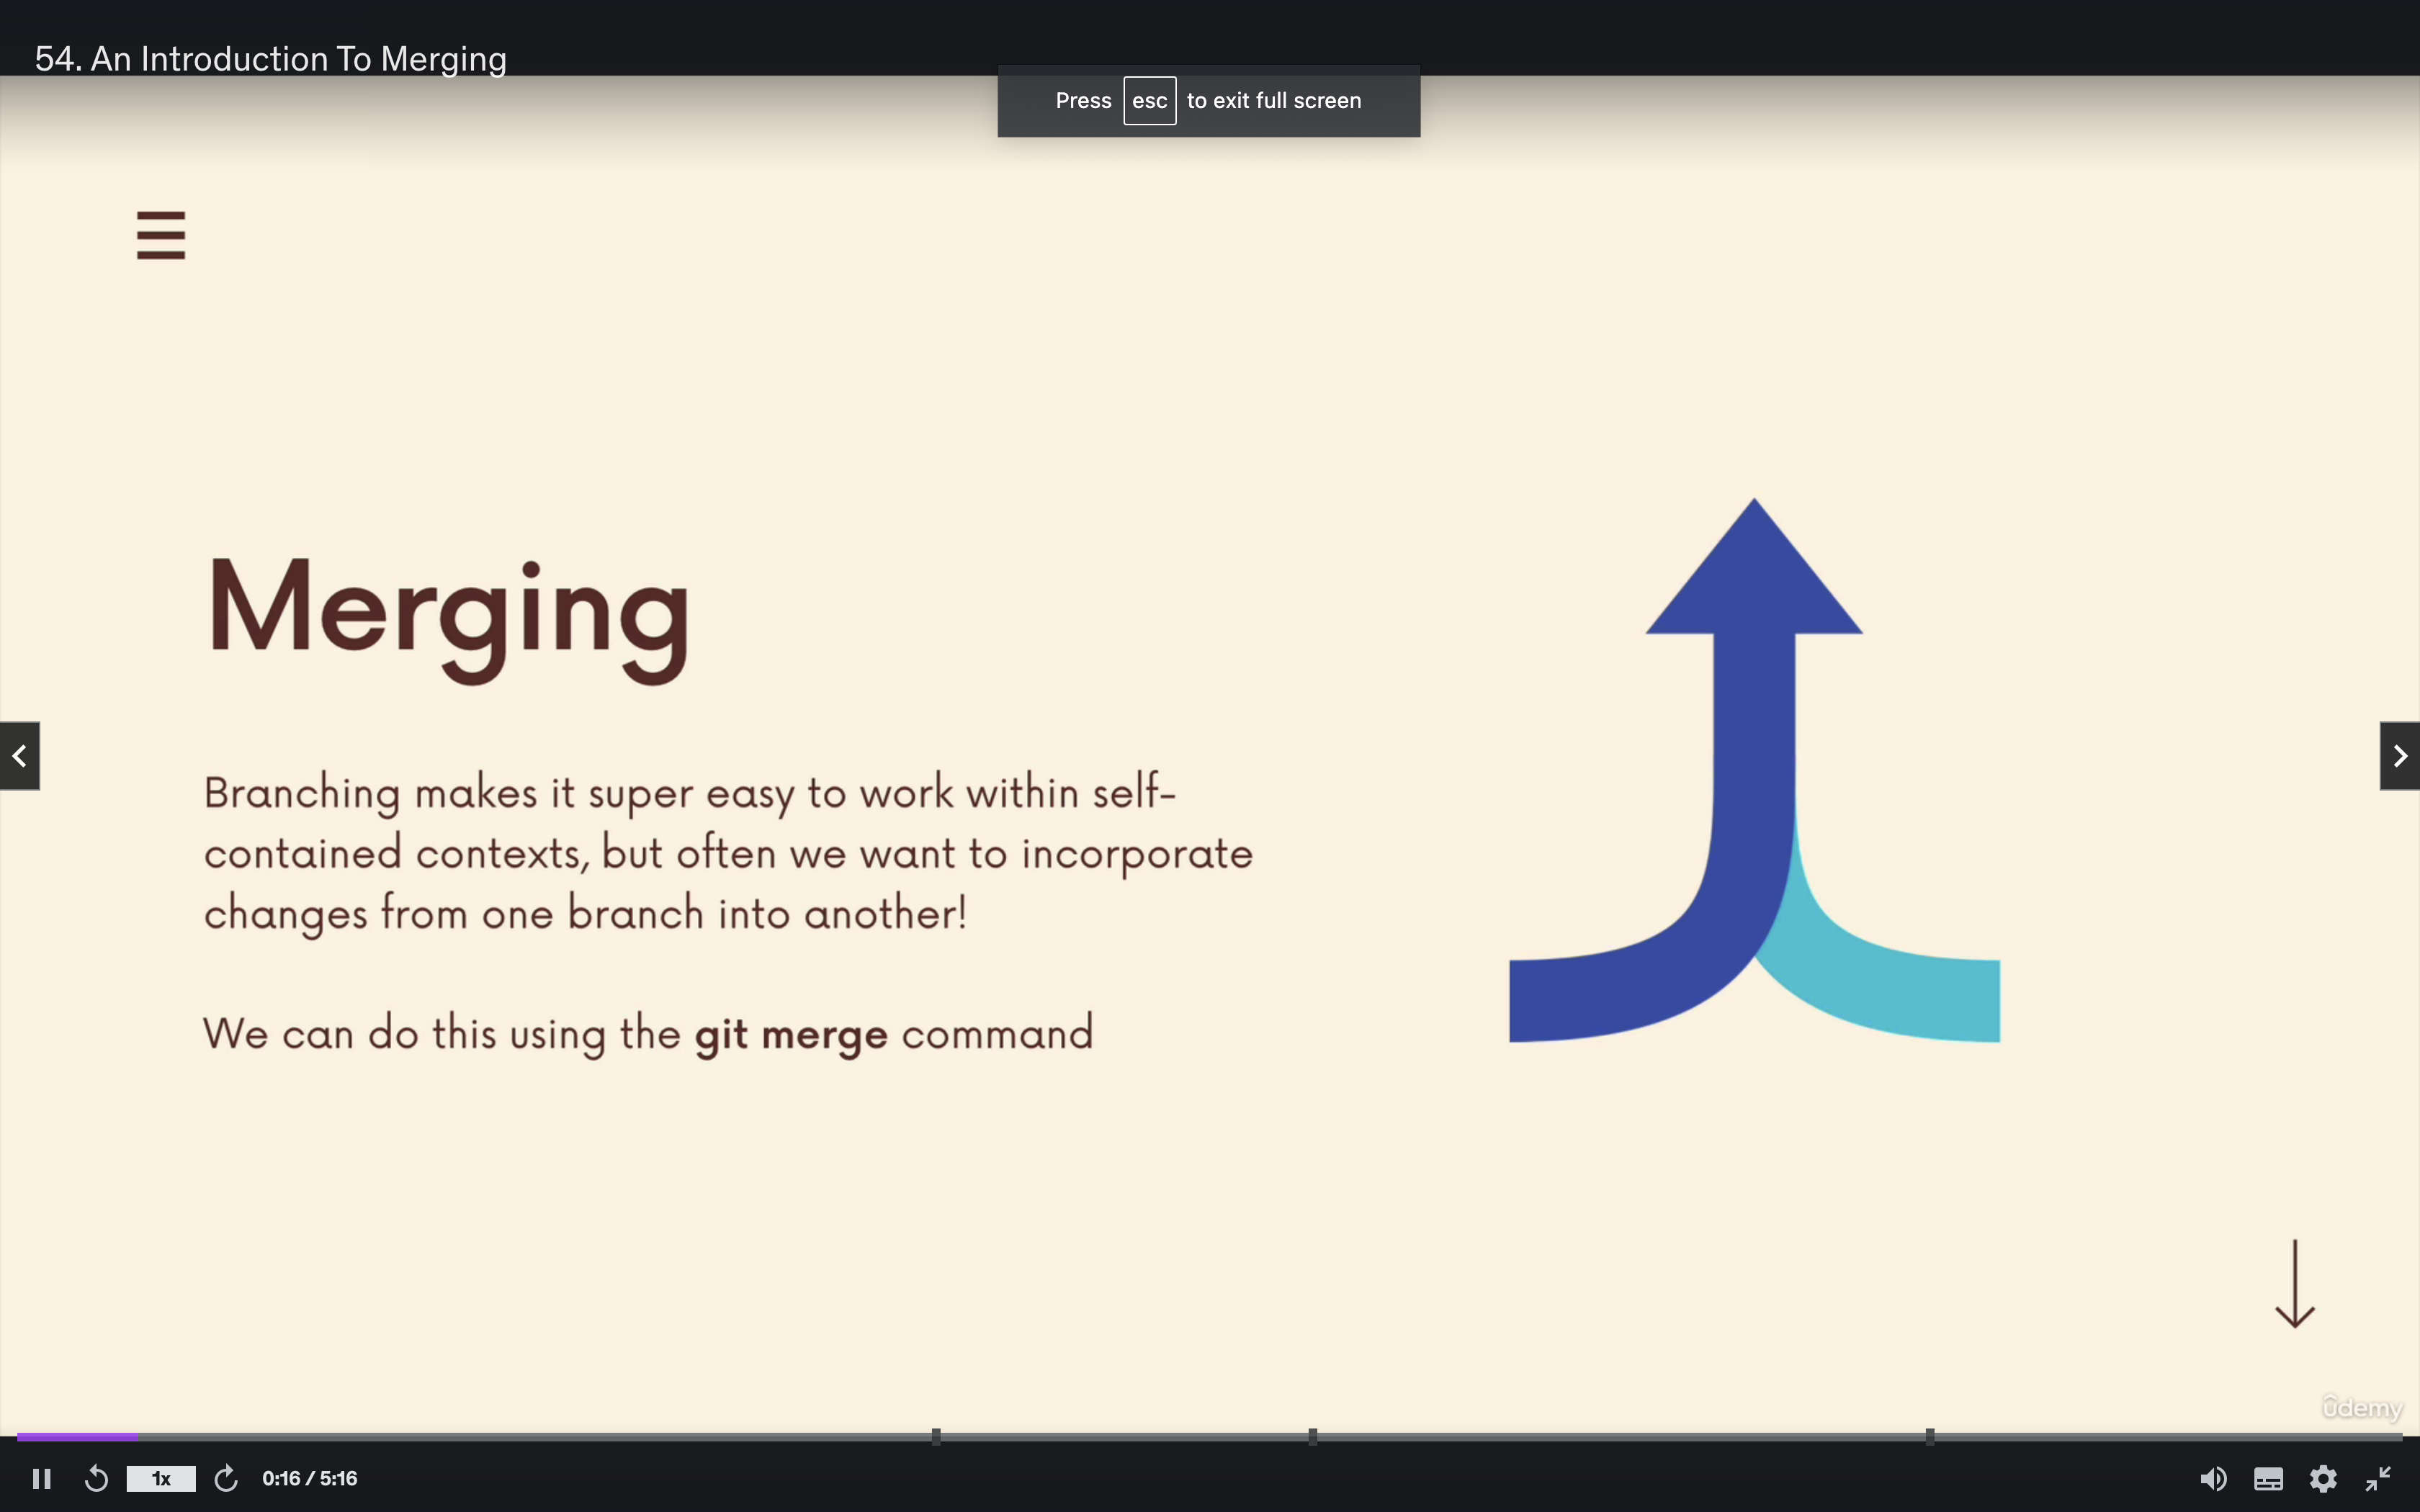 54. An Introduction To Merging
Press esc to exit full screen
Merging
Branching makes it super easy to work within self-
contained contexts, but often we want to incorporate
changes from one branch into another!
We can do this using the git merge command
udemy
1x
0:16 / 5:16